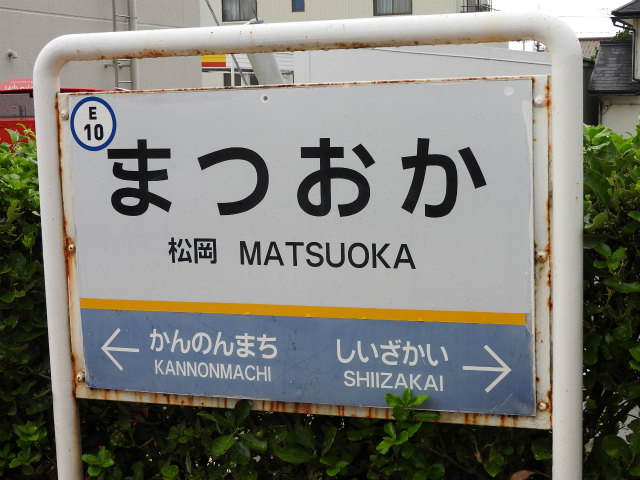 E
10
まつおか
松岡 MATSUOKA
← かんのんまち しいざかい →
KANNONMACHI SHIIZAKAI